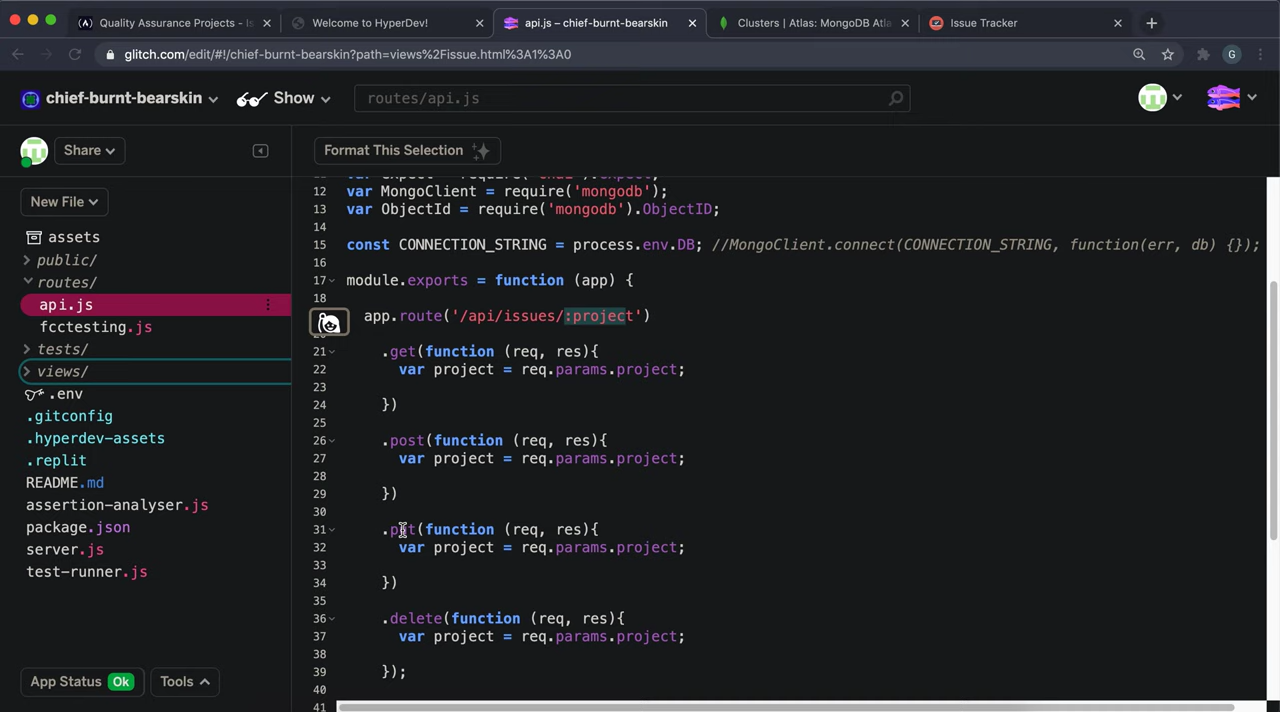 Quality Assurance Projects - Is
Welcome to HyperDev!
api.js – chief-burnt-bearskin
Clusters | Atlas: MongoDB Atla
Issue Tracker
glitch.com/edit/#!/chief-burnt-bearskin?path=views%2Fissue.html%3A1%3A0
G
chief-burnt-bearskin
Show
routes/api.js
Share
Format This Selection
New File
assets
public/
routes/
api.js
fcctesting.js
tests/
views/
.env
.gitconfig
.hyperdev-assets
.replit
README.md
assertion-analyser.js
package.json
server.js
test-runner.js
App Status Ok
Tools
12 var MongoClient = require('mongodb');
13 var ObjectId = require('mongodb').ObjectID;
14
15 const CONNECTION_STRING = process.env.DB; //MongoClient.connect(CONNECTION_STRING, function(err, db) {});
16
17 module.exports = function (app) {
18
app.route('/api/issues/:project')
21 .get(function (req, res){
22 var project = req.params.project;
23
24 })
25
26 .post(function (req, res){
27 var project = req.params.project;
28
29 })
30
31 .put(function (req, res){
32 var project = req.params.project;
33
34 })
35
36 .delete(function (req, res){
37 var project = req.params.project;
38
39 });
40
41